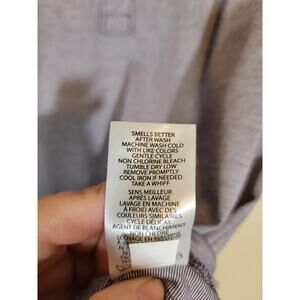 SMELLS BETTER
AFTER WASH
MACHINE WASH COLD
WITH LIKE COLORS
GENTLE CYCLE
NON CHLORINE BLEACH
TUMBLE DRY LOW
REMOVE PROMPTLY
COOL IRON IF NEEDED
TAKE A WHIFF
SENS MEILLEUR
APRÈS LAVAGE
LAVAGE EN MACHINE
À FROID AVEC DES
COULEURS SIMILAIRES
CYCLE DÉLICAT
AGENT DE BLANCHIMENT
NON CHLORÉ